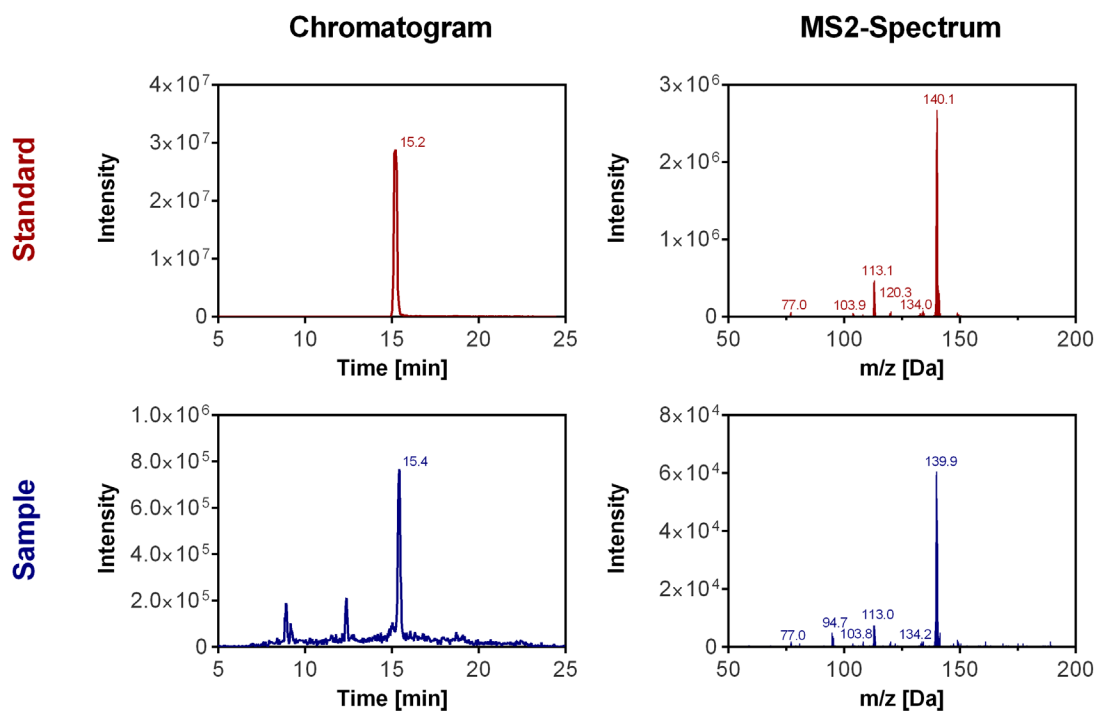 Chromatogram
MS2-Spectrum
Standard
Intensity
4×10⁷
3×10⁷
2×10⁷
1×10⁷
0
15.2
5 10 15 20 25
Time [min]
Intensity
3×10⁶
2×10⁶
1×10⁶
0
140.1
113.1
120.3
77.0 103.9 134.0
50 100 150 200
m/z [Da]
Sample
Intensity
1.0×10⁶
8.0×10⁵
6.0×10⁵
4.0×10⁵
2.0×10⁵
0
15.4
5 10 15 20 25
Time [min]
Intensity
8×10⁴
6×10⁴
4×10⁴
2×10⁴
0
139.9
94.7 113.0
77.0 103.8 134.2
50 100 150 200
m/z [Da]